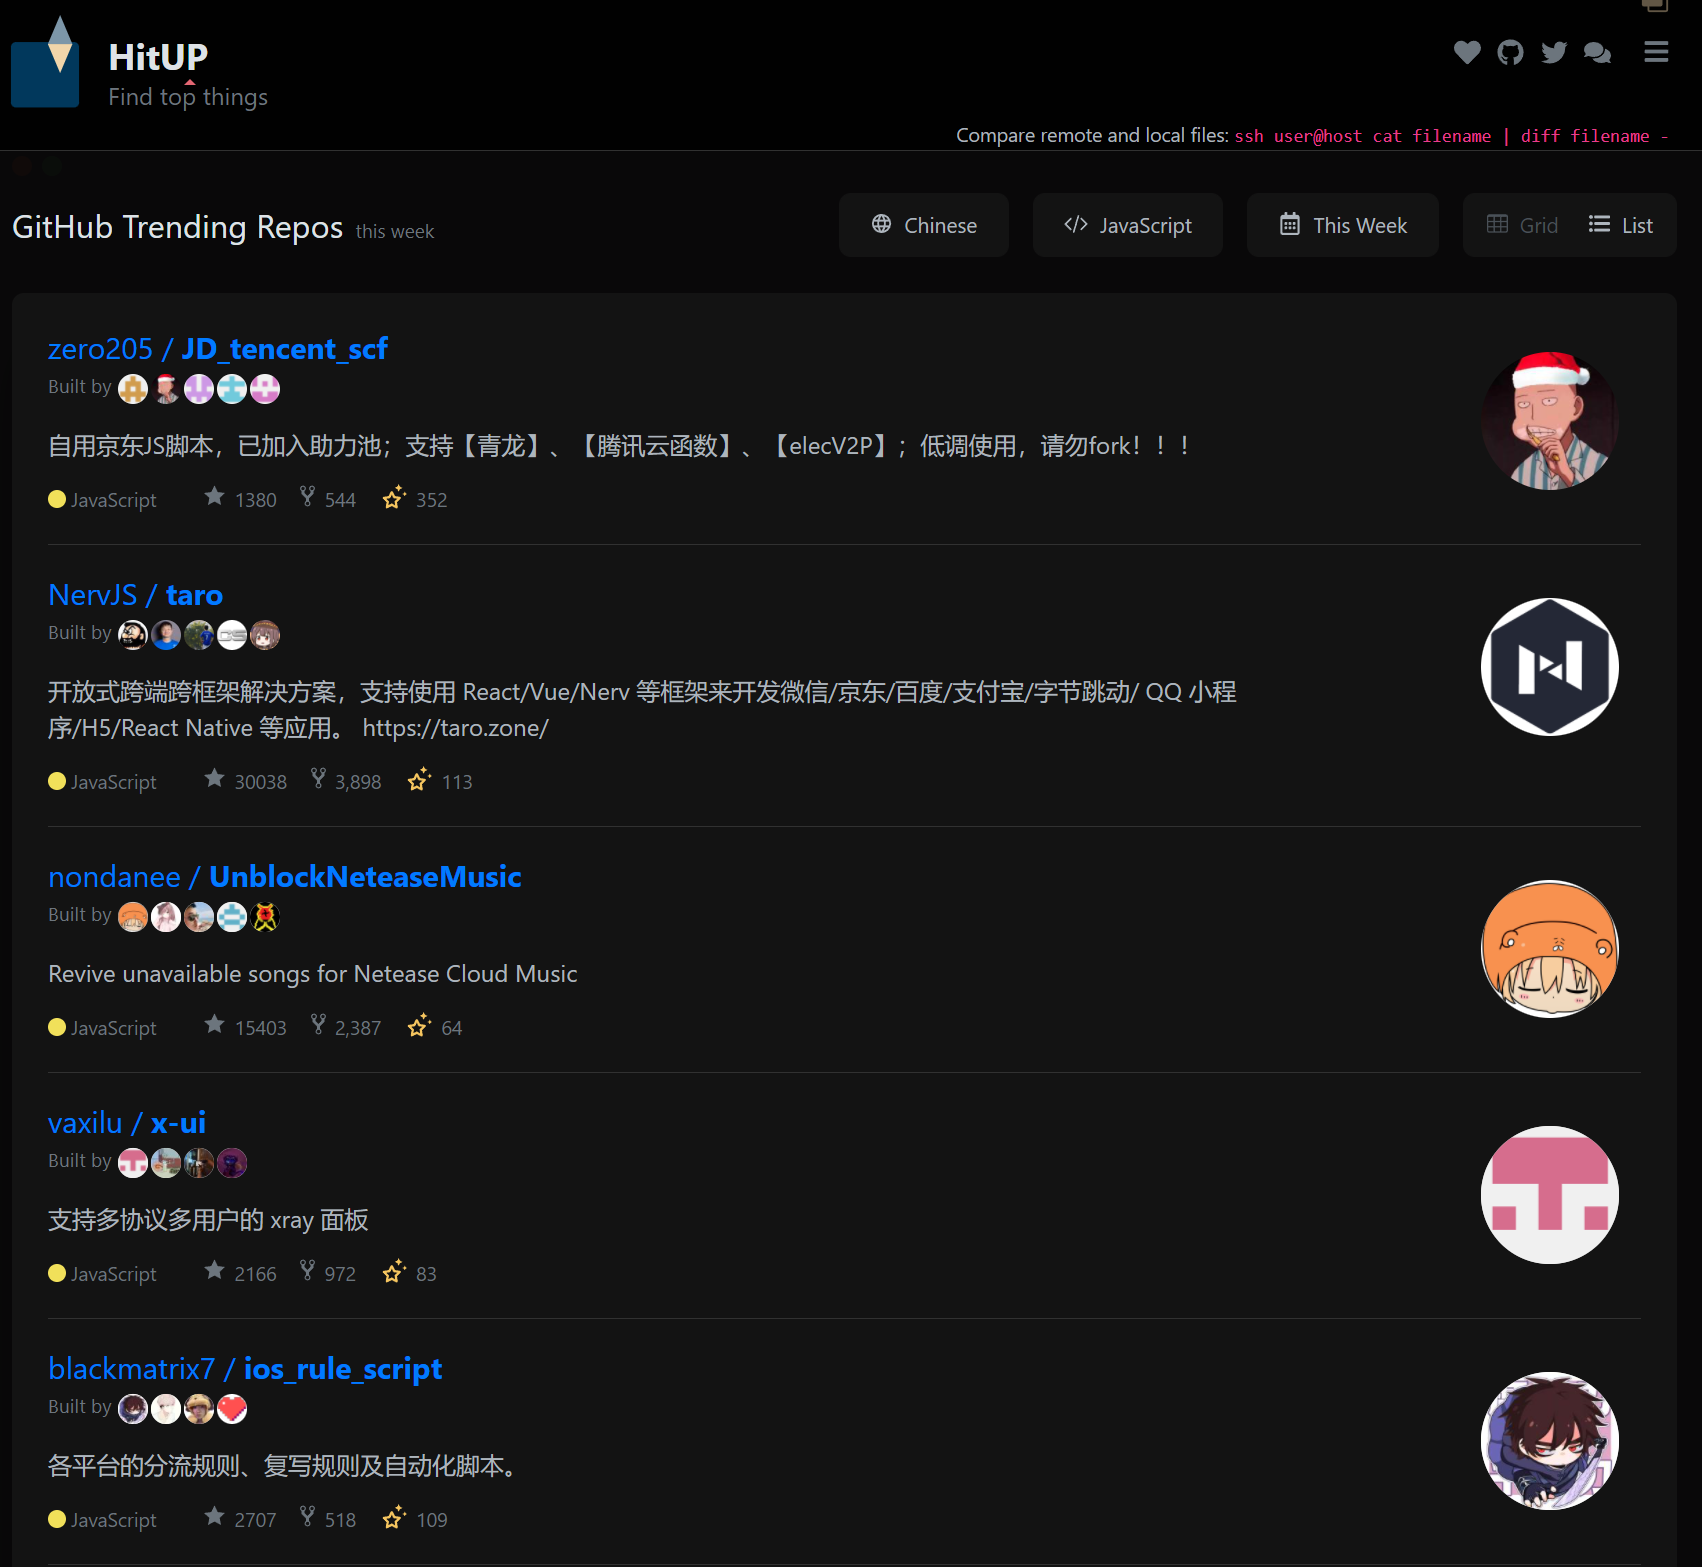 HitUP
Find top things
Compare remote and local files: ssh user@host cat filename | diff filename -
GitHub Trending Repos this week
Chinese
JavaScript
This Week
Grid
List
zero205 / JD_tencent_scf
Built by
自用京东JS脚本，已加入助力池；支持【青龙】、【腾讯云函数】、【elecV2P】；低调使用，请勿fork！！！
JavaScript 1380 544 352
NervJS / taro
Built by
开放式跨端跨框架解决方案，支持使用 React/Vue/Nerv 等框架来开发微信/京东/百度/支付宝/字节跳动/ QQ 小程
序/H5/React Native 等应用。 https://taro.zone/
JavaScript 30038 3,898 113
nondanee / UnblockNeteaseMusic
Built by
Revive unavailable songs for Netease Cloud Music
JavaScript 15403 2,387 64
vaxilu / x-ui
Built by
支持多协议多用户的 xray 面板
JavaScript 2166 972 83
blackmatrix7 / ios_rule_script
Built by
各平台的分流规则、复写规则及自动化脚本。
JavaScript 2707 518 109